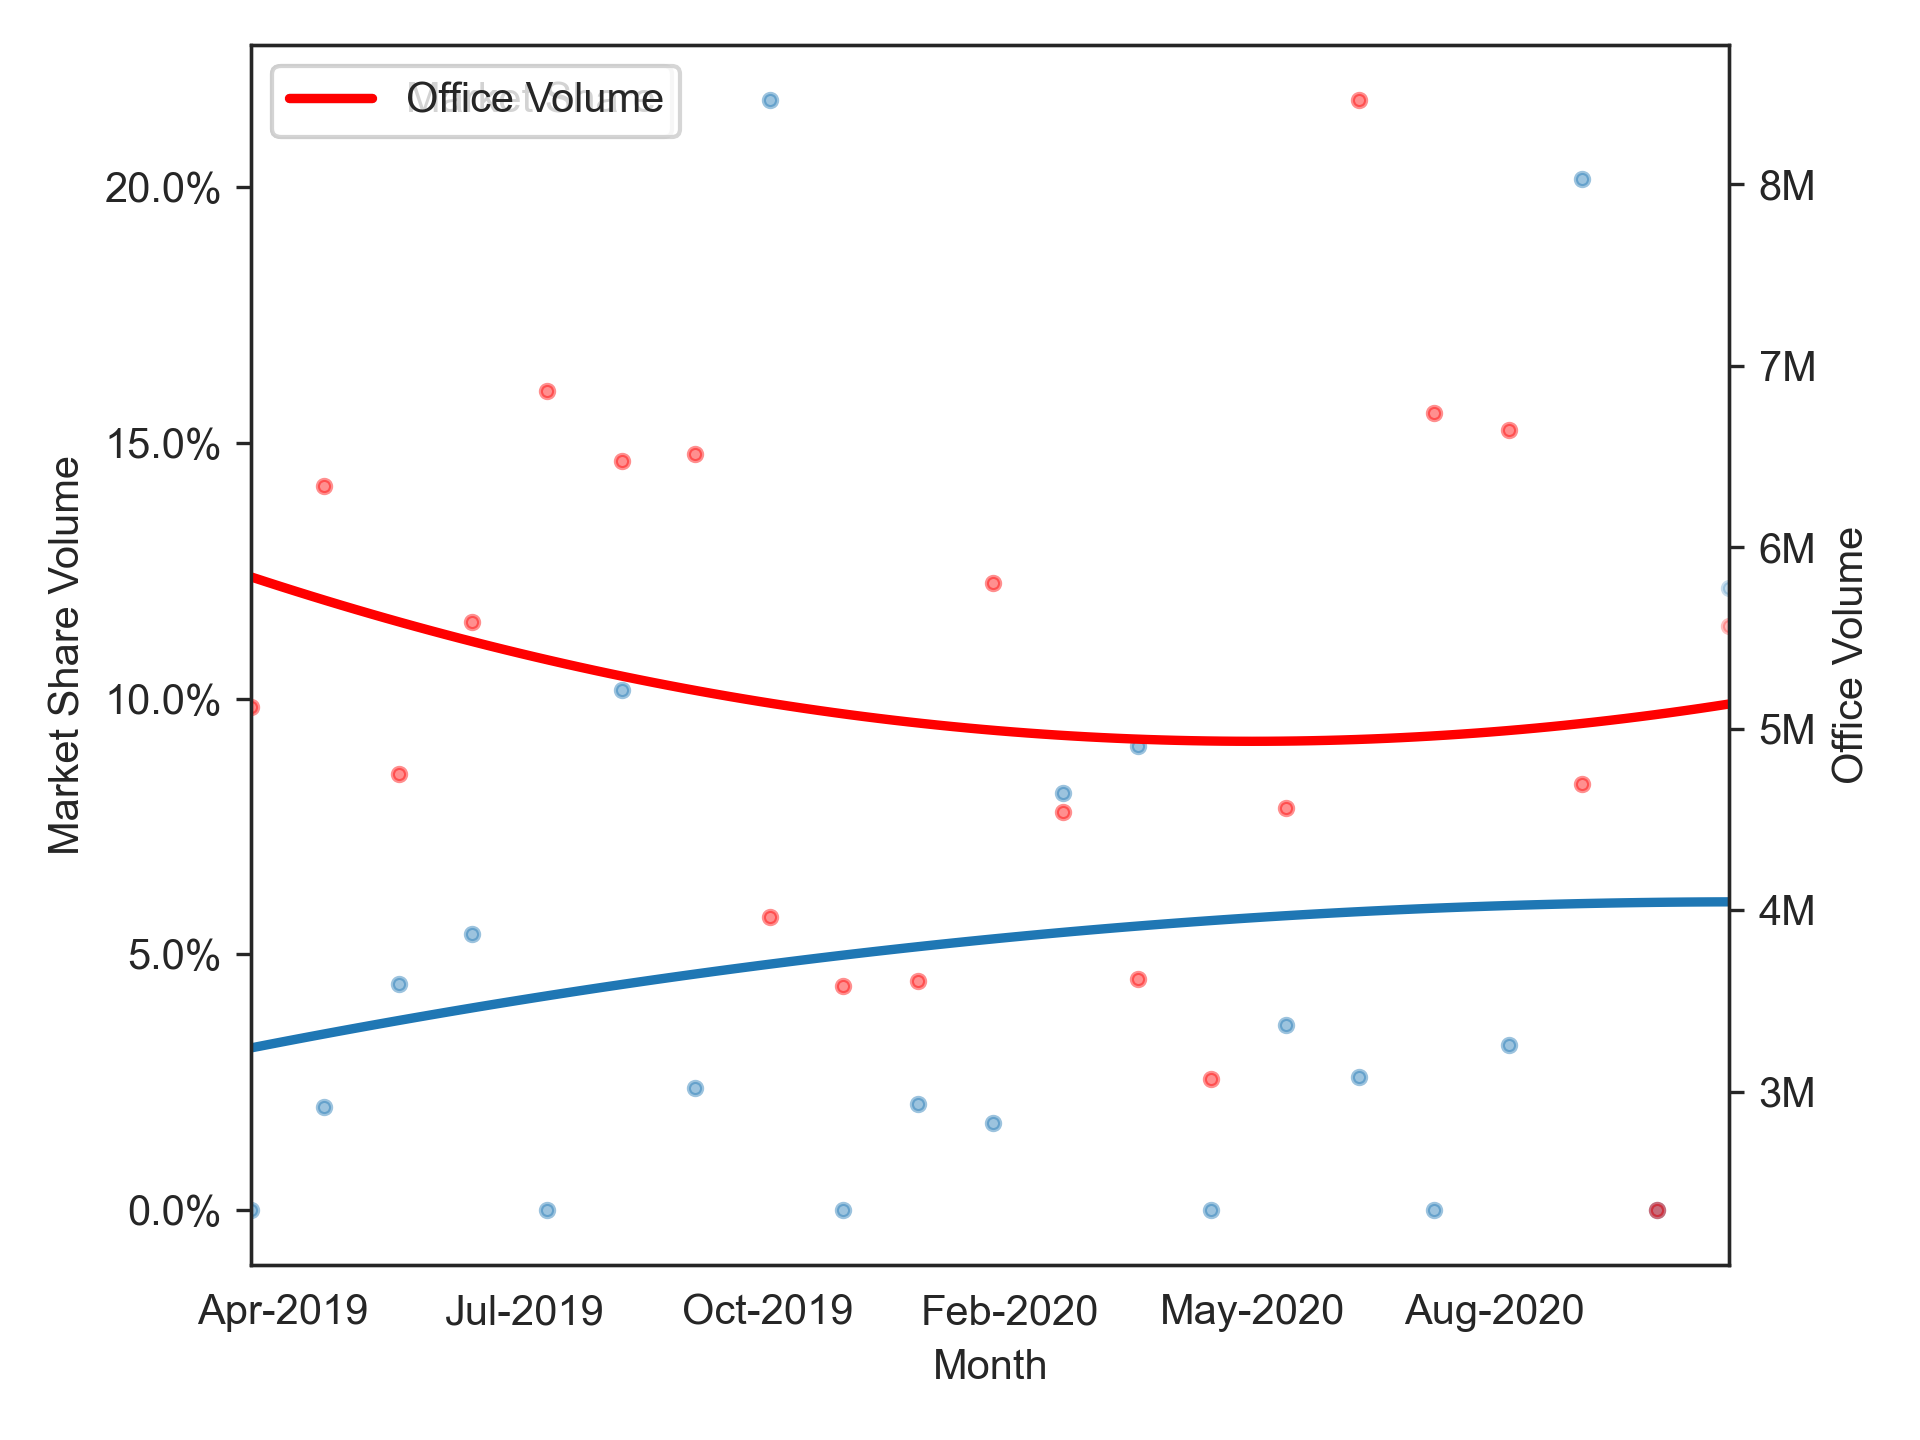 Office Volume
20.0%
15.0%
10.0%
5.0%
0.0%
Market Share Volume
8M
7M
6M
5M
4M
3M
Office Volume
Apr-2019 Jul-2019 Oct-2019 Feb-2020 May-2020 Aug-2020
Month